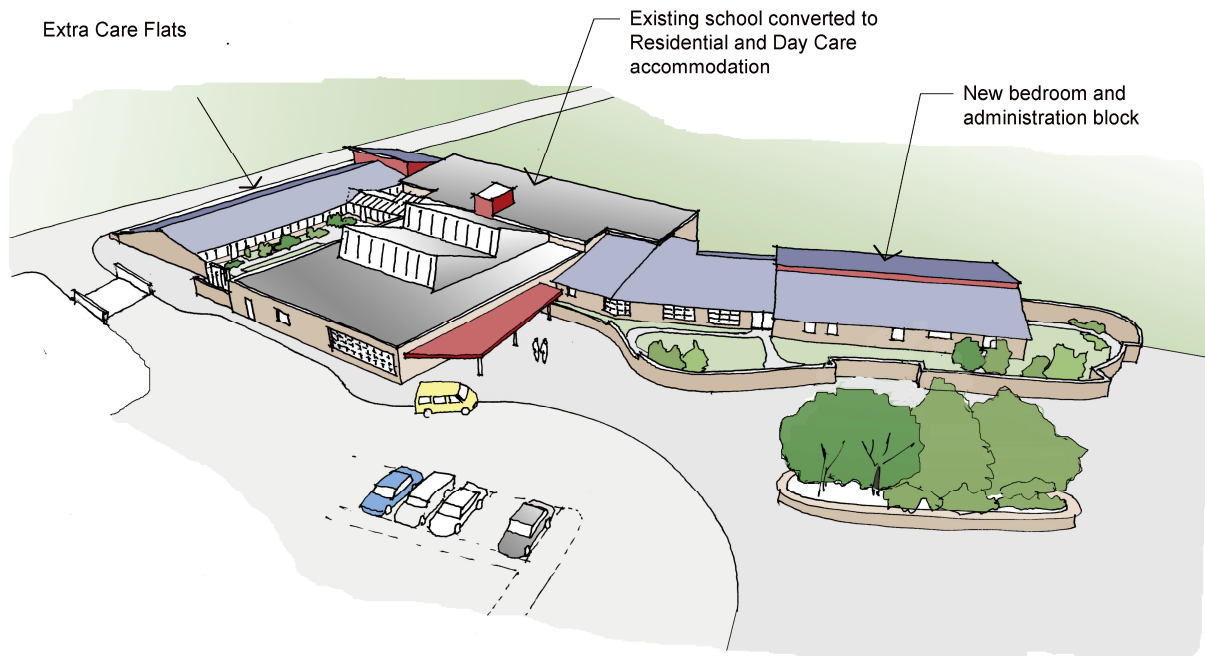 Extra Care Flats
Existing school converted to
Residential and Day Care
accommodation
New bedroom and
administration block